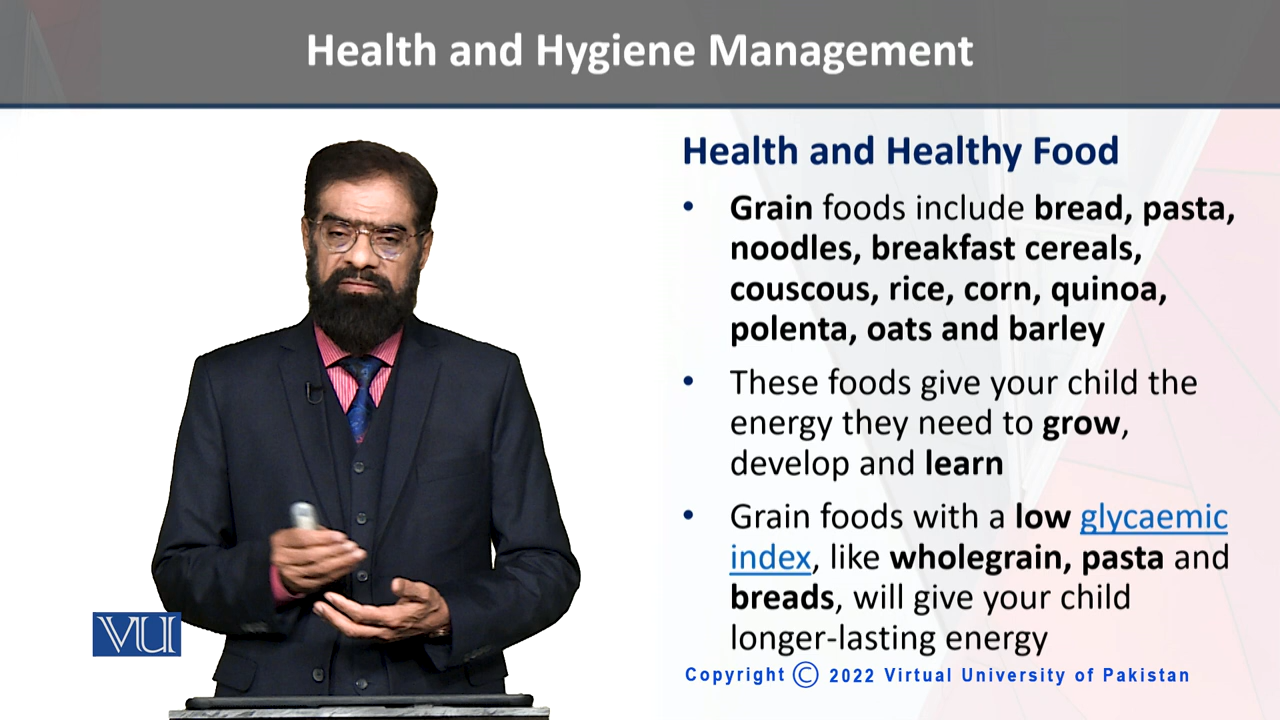 Health and Hygiene Management
Health and Healthy Food
• Grain foods include bread, pasta,
noodles, breakfast cereals,
couscous, rice, corn, quinoa,
polenta, oats and barley
• These foods give your child the
energy they need to grow,
develop and learn
• Grain foods with a low glycaemic
index, like wholegrain, pasta and
breads, will give your child
longer-lasting energy
VU
Copyright © 2022 Virtual University of Pakistan